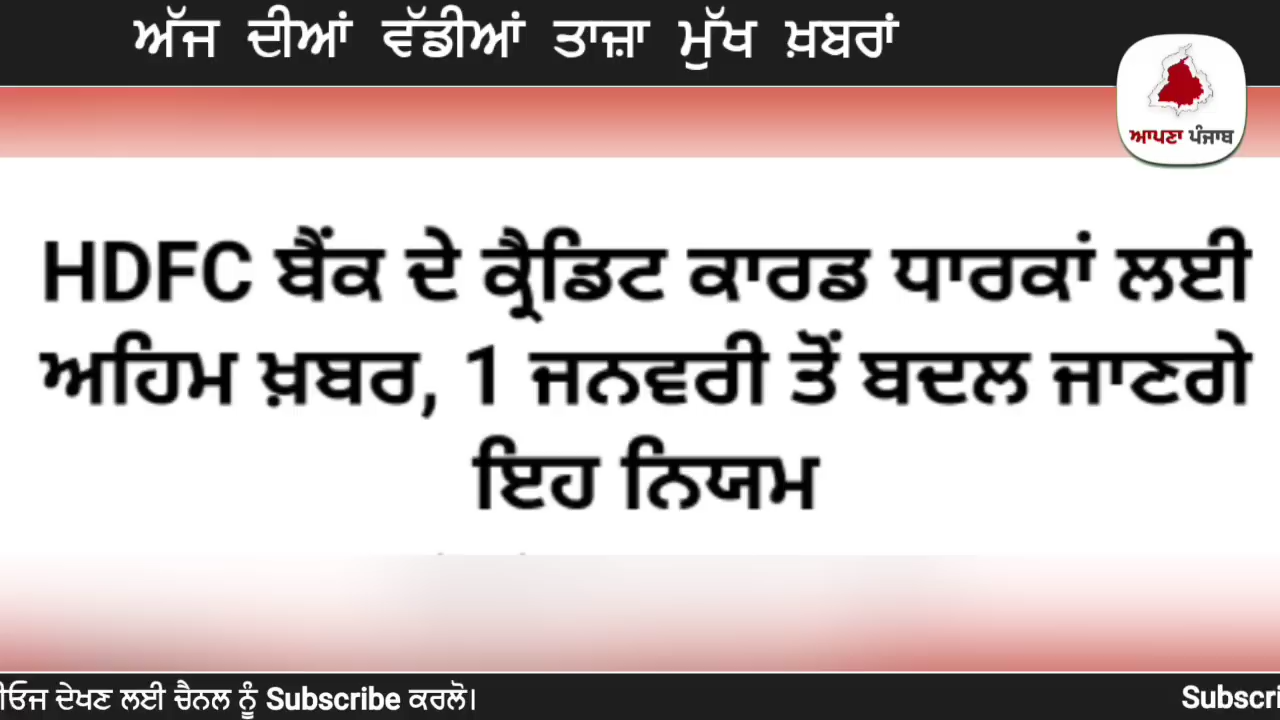 ਅੱਜ ਦੀਆਂ ਵੱਡੀਆਂ ਤਾਜ਼ਾ ਮੁੱਖ ਖ਼ਬਰਾਂ
ਆਪਣਾ ਪੰਜਾਬ
HDFC ਬੈਂਕ ਦੇ ਕ੍ਰੈਡਿਟ ਕਾਰਡ ਧਾਰਕਾਂ ਲਈ
ਅਹਿਮ ਖ਼ਬਰ, 1 ਜਨਵਰੀ ਤੋਂ ਬਦਲ ਜਾਣਗੇ
ਇਹ ਨਿਯਮ
ਦੇਖਣ ਲਈ ਚੈਨਲ ਨੂੰ Subscribe ਕਰਲੋ।